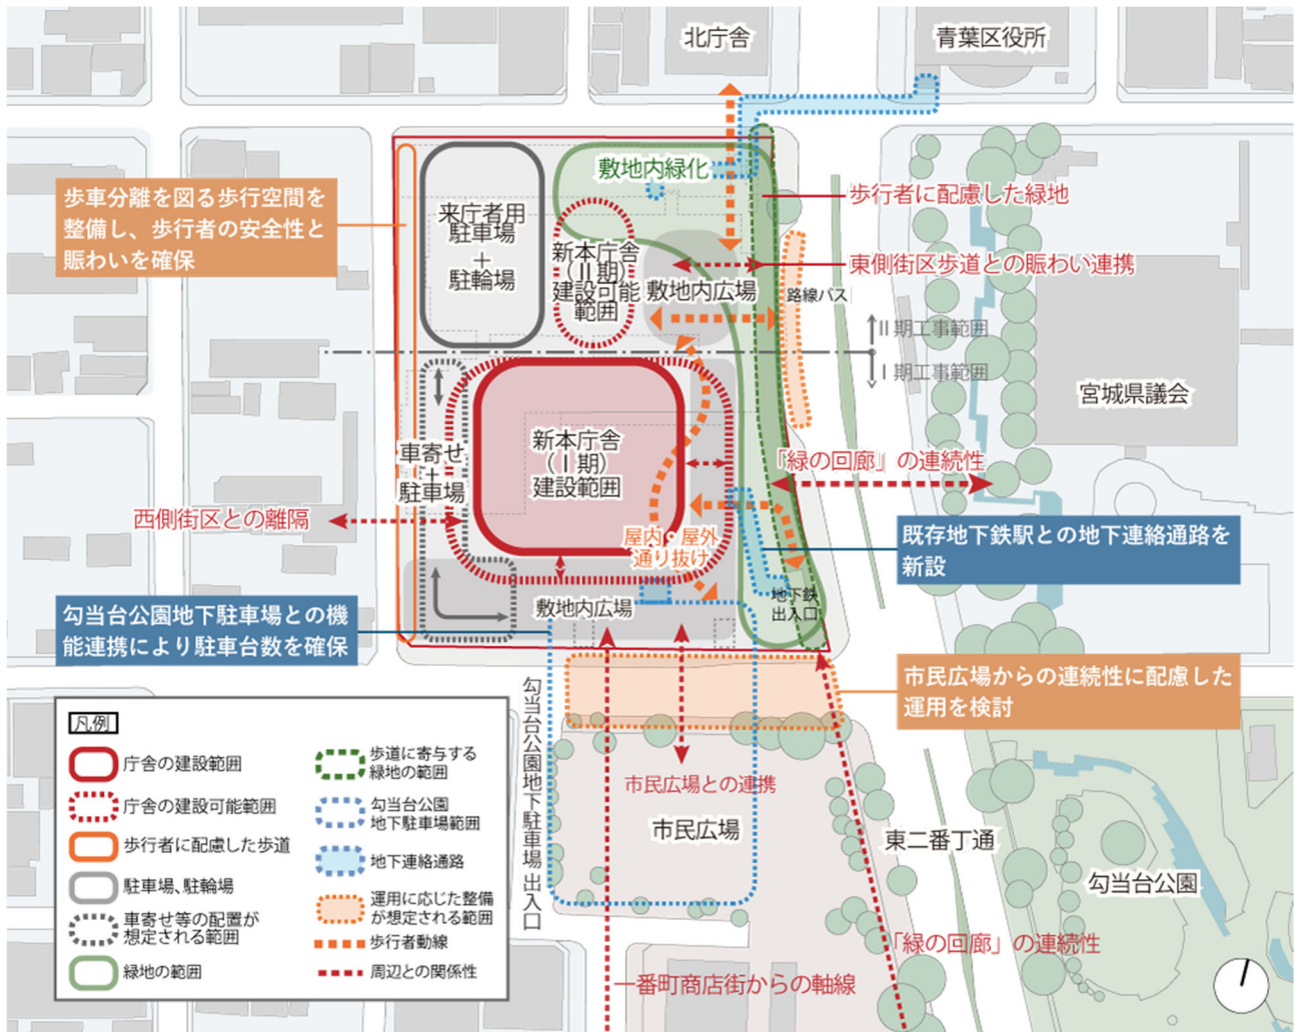 北庁舎
青葉区役所
敷地内緑化
歩行者に配慮した緑地
歩車分離を図る歩行空間を
整備し、歩行者の安全性と
賑わいを確保
来庁者用
駐車場
+
駐輪場
新本庁舎
(Ⅱ期)
建設可能
範囲
敷地内広場
東側街区歩道との賑わい連携
路線バス
Ⅱ期工事範囲
Ⅰ期工事範囲
宮城県議会
新本庁舎
(Ⅰ期)
建設範囲
車寄せ
+
駐車場
「緑の回廊」の連続性
西側街区との離隔
屋内・屋外
通り抜け
既存地下鉄駅との地下連絡通路を
新設
地下鉄
出入口
敷地内広場
勾当台公園地下駐車場との機
能連携により駐車台数を確保
市民広場からの連続性に配慮した
運用を検討
勾当台公園地下駐車場 出入口
市民広場との連携
市民広場
東二番丁通
勾当台公園
「緑の回廊」の連続性
一番町商店街からの軸線
凡例
庁舎の建設範囲
庁舎の建設可能範囲
歩行者に配慮した歩道
駐車場、駐輪場
車寄せ等の配置が
想定される範囲
緑地の範囲
歩道に寄与する
緑地の範囲
勾当台公園
地下駐車場範囲
地下連絡通路
運用に応じた整備
が想定される範囲
歩行者動線
周辺との関係性